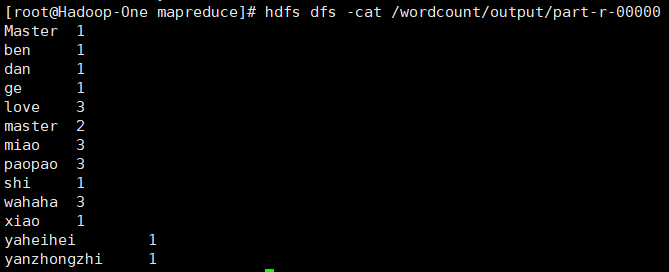 [root@Hadoop-One mapreduce]# hdfs dfs -cat /wordcount/output/part-r-00000
Master  1
ben     1
dan     1
ge      1
love    3
master  2
miao    3
paopao  3
shi     1
wahaha  3
xiao    1
yaheihei        1
yanzhongzhi     1